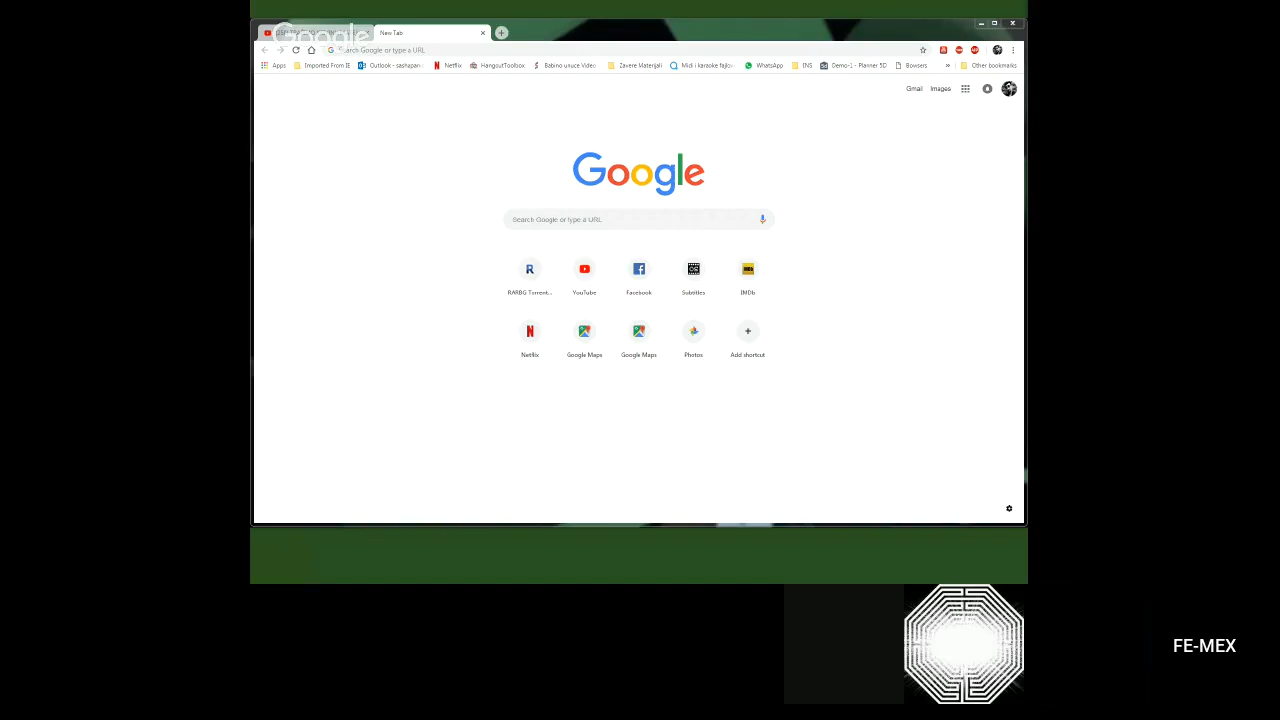 Google
New Tab
Search Google or type a URL
Apps Imported From IE Outlook - sashapan Netflix HangoutToolbox Babino unuce Video Zavere Materijali Midi i karaoke fajlov WhatsApp INS Demo-1 - Planner 5D Bowsers » Other bookmarks
Gmail Images
Google
Search Google or type a URL
RARBG Torrent... YouTube Facebook Subtitles IMDb
Netflix Google Maps Google Maps Photos Add shortcut
FE-MEX